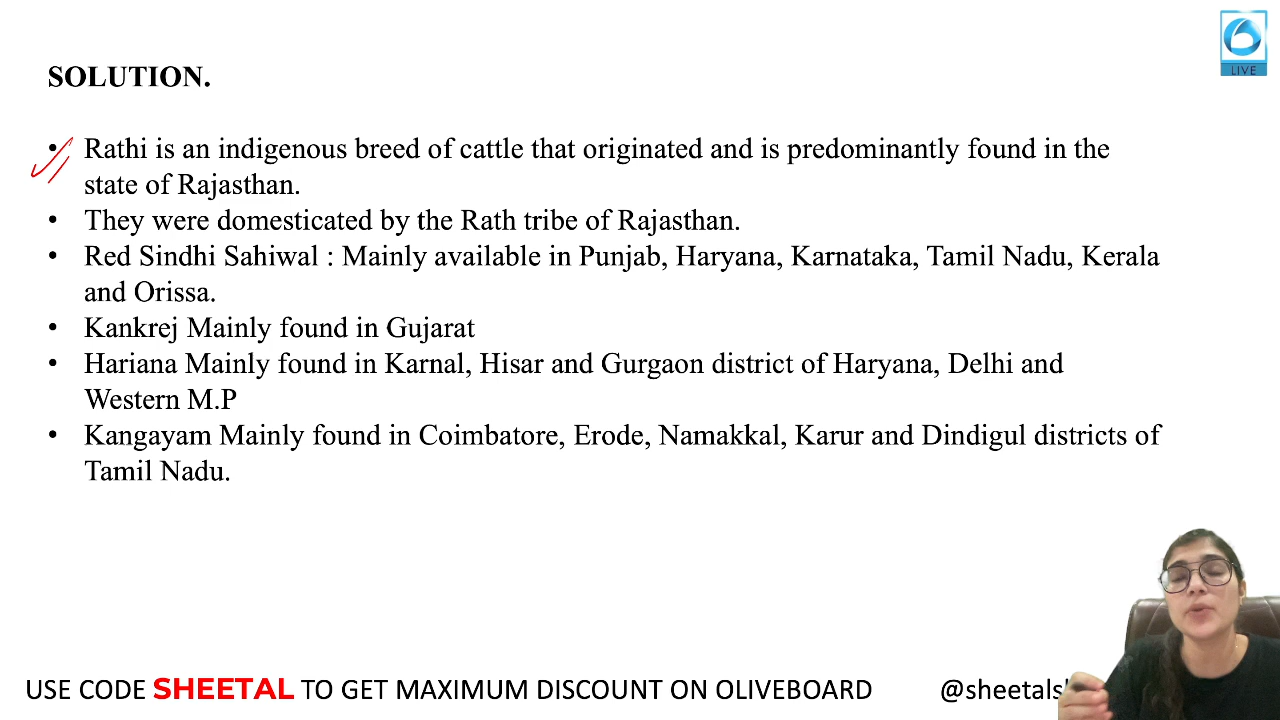 LIVE
SOLUTION.
• Rathi is an indigenous breed of cattle that originated and is predominantly found in the
state of Rajasthan.
• They were domesticated by the Rath tribe of Rajasthan.
• Red Sindhi Sahiwal : Mainly available in Punjab, Haryana, Karnataka, Tamil Nadu, Kerala
and Orissa.
• Kankrej Mainly found in Gujarat
• Hariana Mainly found in Karnal, Hisar and Gurgaon district of Haryana, Delhi and
Western M.P
• Kangayam Mainly found in Coimbatore, Erode, Namakkal, Karur and Dindigul districts of
Tamil Nadu.
USE CODE SHEETAL TO GET MAXIMUM DISCOUNT ON OLIVEBOARD